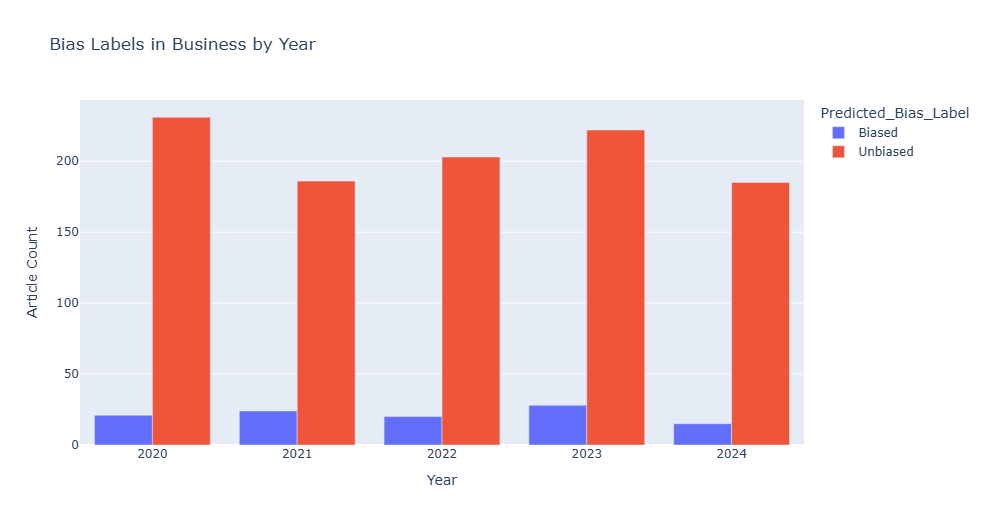 Bias Labels in Business by Year
Predicted_Bias_Label
Biased
Unbiased
Article Count
200
150
100
50
0
2020
2021
2022
2023
2024
Year